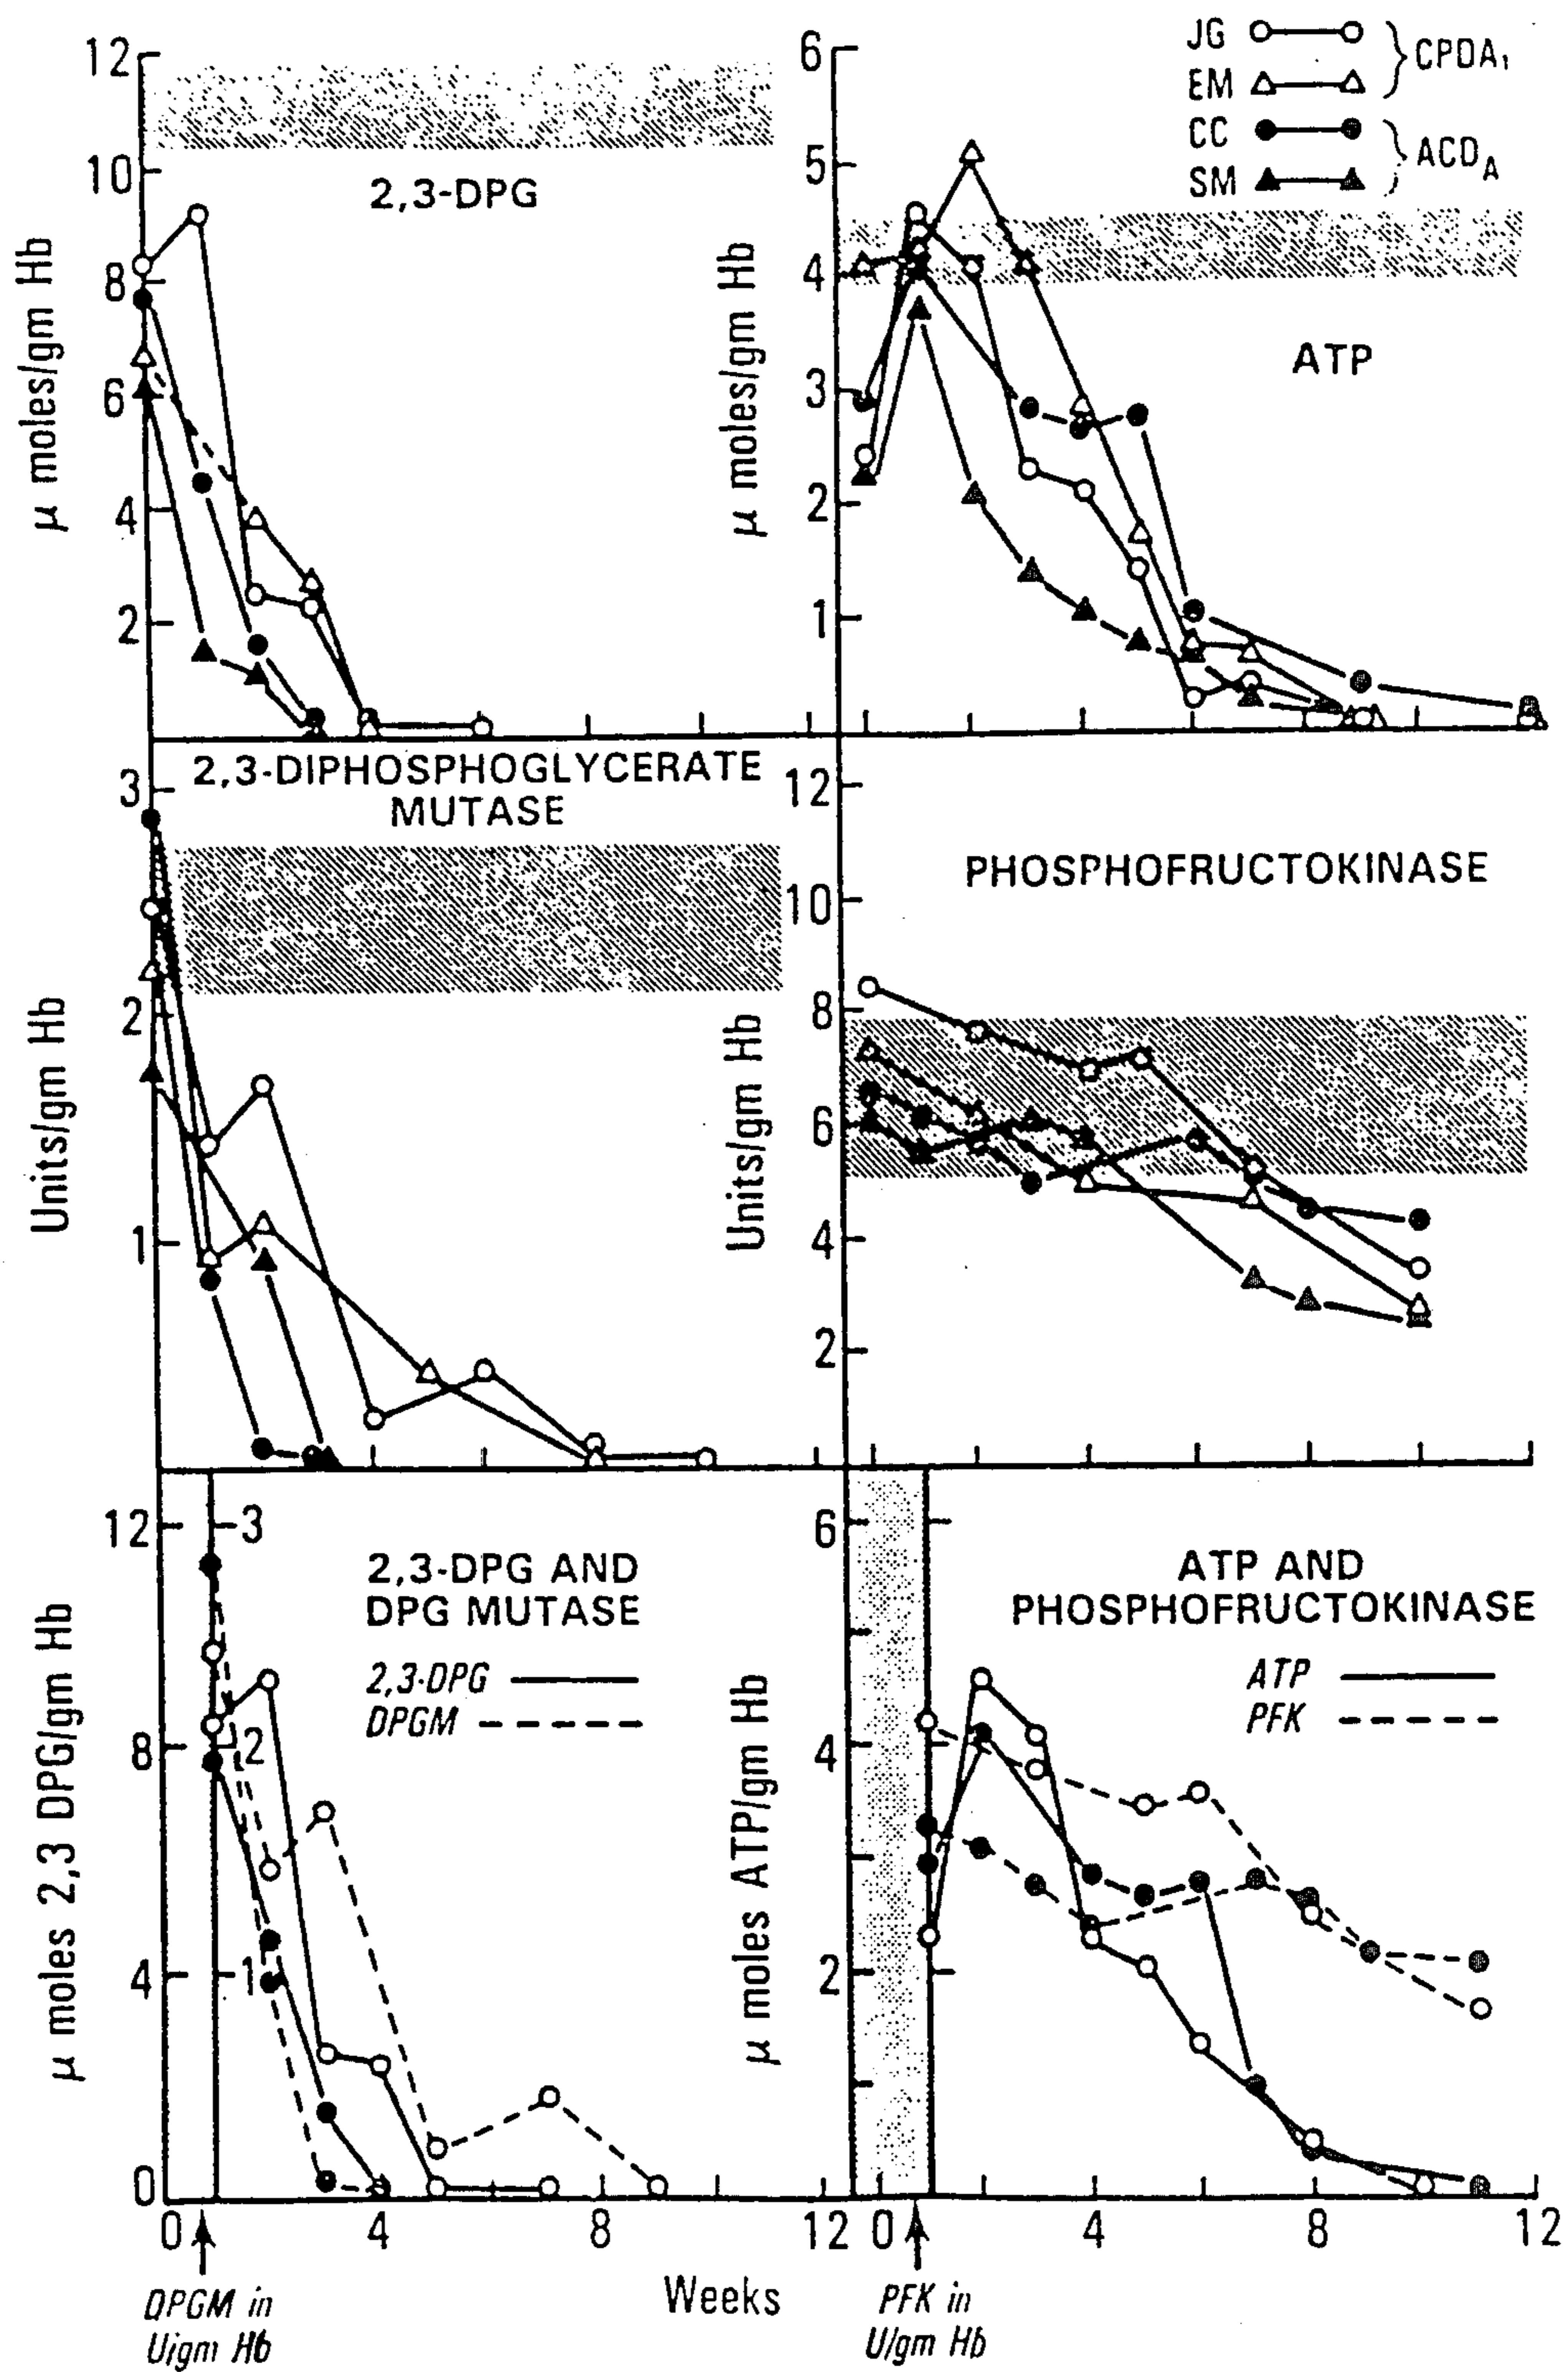 JG CPDA₁
EM
CC ACD_A
SM
12
10
8
6
4
2
μ moles/gm Hb
2,3-DPG
6
5
4
3
2
1
μ moles/gm Hb
ATP
2,3-DIPHOSPHOGLYCERATE
MUTASE
3
2
1
Units/gm Hb
PHOSPHOFRUCTOKINASE
12
10
8
6
4
2
Units/gm Hb
2,3-DPG AND
DPG MUTASE
2,3-DPG
DPGM
12
8
4
0
3
2
1
μ moles 2,3 DPG/gm Hb
ATP AND
PHOSPHOFRUCTOKINASE
ATP
PFK
6
4
2
μ moles ATP/gm Hb
0 4 8 12
0 4 8 12
Weeks
DPGM in
U/gm Hb
PFK in
U/gm Hb